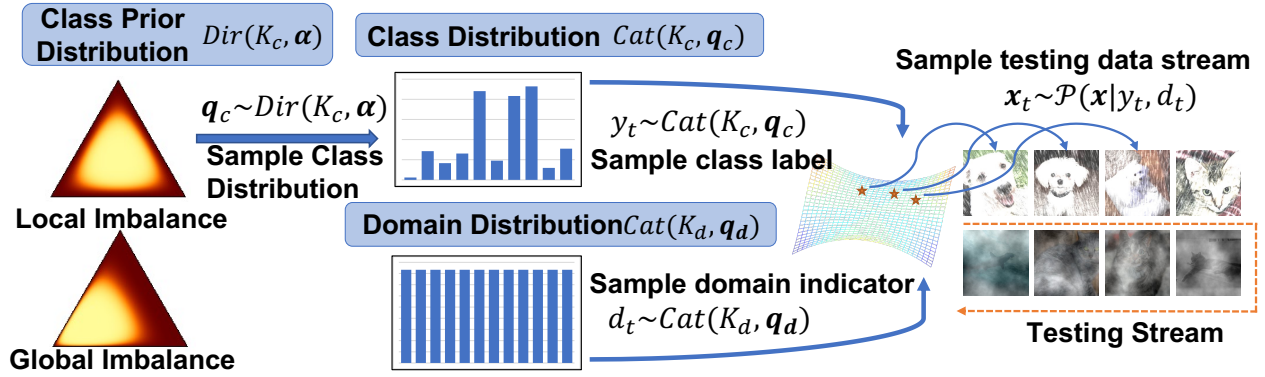 Class Prior
Distribution Dir(K_c, α)
Class Distribution Cat(K_c, q_c)
q_c~Dir(K_c, α)
Sample Class
Distribution
Local Imbalance
y_t~Cat(K_c, q_c)
Sample class label
Sample testing data stream
x_t~𝒫(x|y_t, d_t)
Domain DistributionCat(K_d, q_d)
Sample domain indicator
d_t~Cat(K_d, q_d)
Global Imbalance
Testing Stream